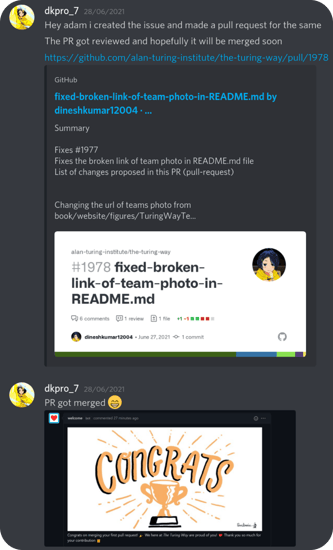 dkpro_7 28/06/2021
Hey adam i created the issue and made a pull request for the same
The PR got reviewed and hopefully it will be merged soon
https://github.com/alan-turing-institute/the-turing-way/pull/1978
GitHub
fixed-broken-link-of-team-photo-in-README.md by
dineshkumar12004 · ...
Summary
Fixes #1977
Fixes the broken link of team photo in README.md file
List of changes proposed in this PR (pull-request)
Changing the url of teams photo from
book/website/figures/TuringWayTe...
alan-turing-institute/the-turing-way
#1978 fixed-broken-
link-of-team-photo-in-
README.md
6 comments 1 review 1 file +1 -1
dineshkumar12004 • June 27, 2021 1 commit
dkpro_7 28/06/2021
PR got merged 😁
welcome bot commented 27 minutes ago
CONGRATS
Congrats on merging your first pull request! We here at The Turing Way are proud of you! Thank you so much for
your contribution